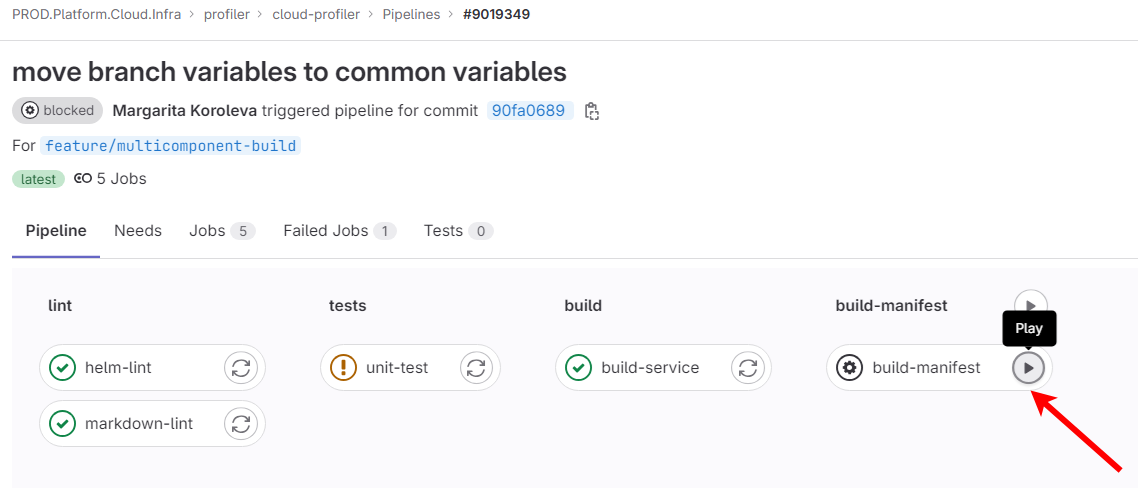 PROD.Platform.Cloud.Infra > profiler > cloud-profiler > Pipelines > #9019349
move branch variables to common variables
blocked Margarita Koroleva triggered pipeline for commit 90fa0689
For feature/multicomponent-build
latest 5 Jobs
Pipeline Needs Jobs 5 Failed Jobs 1 Tests 0
lint tests build build-manifest
Play
helm-lint unit-test build-service build-manifest
markdown-lint